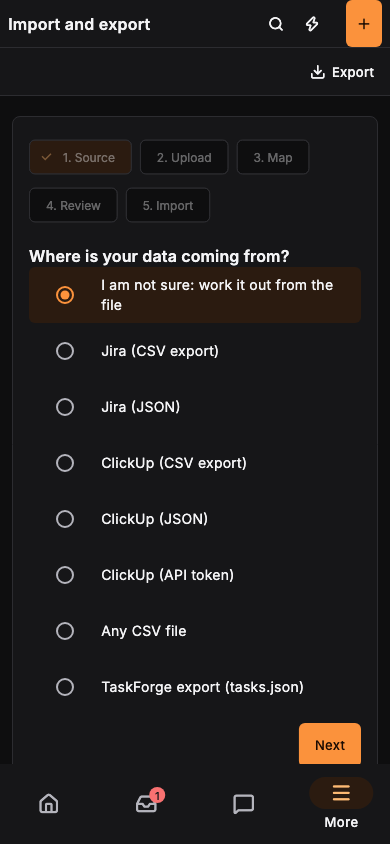 Import and export
Export
1. Source
2. Upload
3. Map
4. Review
5. Import
Where is your data coming from?
I am not sure: work it out from the
file
Jira (CSV export)
Jira (JSON)
ClickUp (CSV export)
ClickUp (JSON)
ClickUp (API token)
Any CSV file
TaskForge export (tasks.json)
Next
1
More